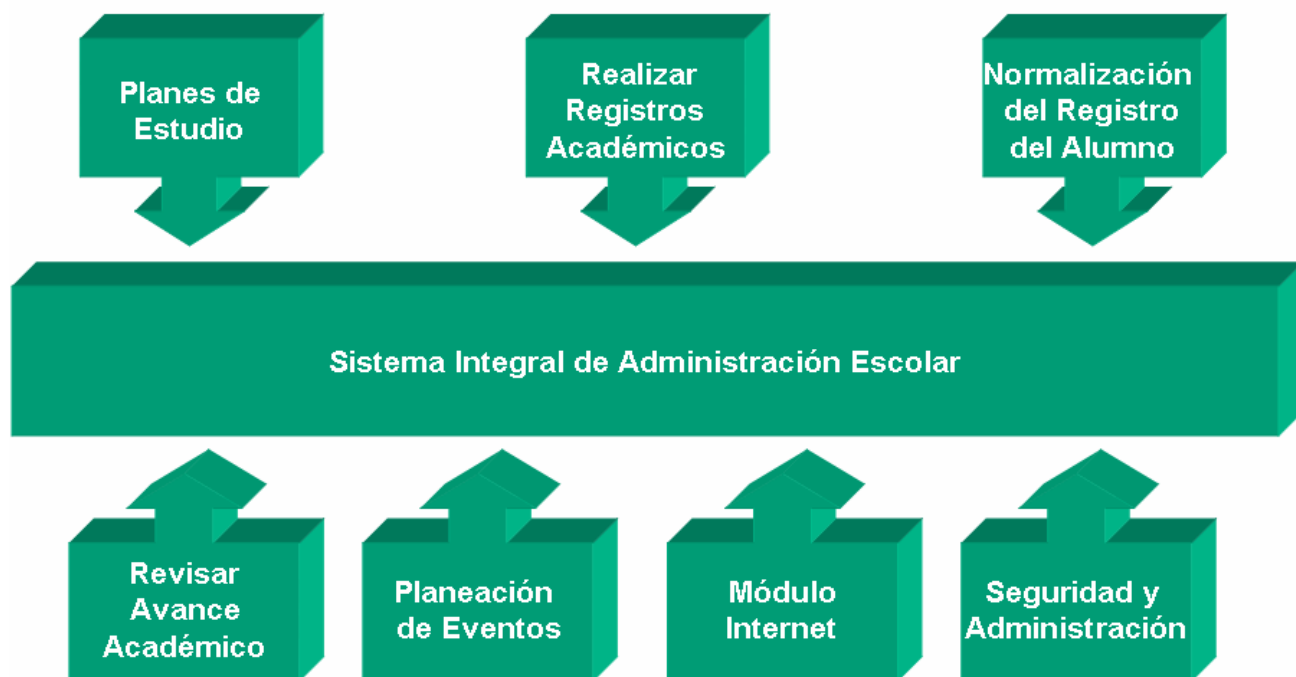 Planes de
Estudio
Realizar
Registros
Académicos
Normalización
del Registro
del Alumno
Sistema Integral de Administración Escolar
Revisar
Avance
Académico
Planeación
de Eventos
Módulo
Internet
Seguridad y
Administración